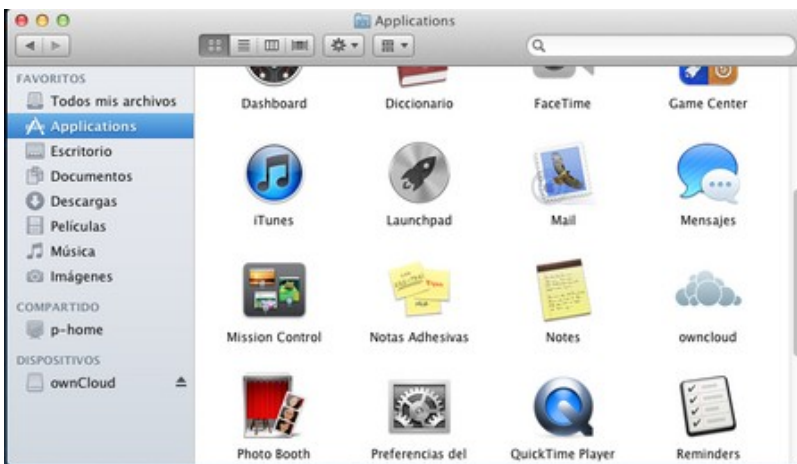 Applications
FAVORITOS
Todos mis archivos
Applications
Escritorio
Documentos
Descargas
Películas
Música
Imágenes
COMPARTIDO
p-home
DISPOSITIVOS
ownCloud
Dashboard
Diccionario
FaceTime
Game Center
iTunes
Launchpad
Mail
Mensajes
Mission Control
Notas Adhesivas
Notes
owncloud
Photo Booth
Preferencias del
QuickTime Player
Reminders